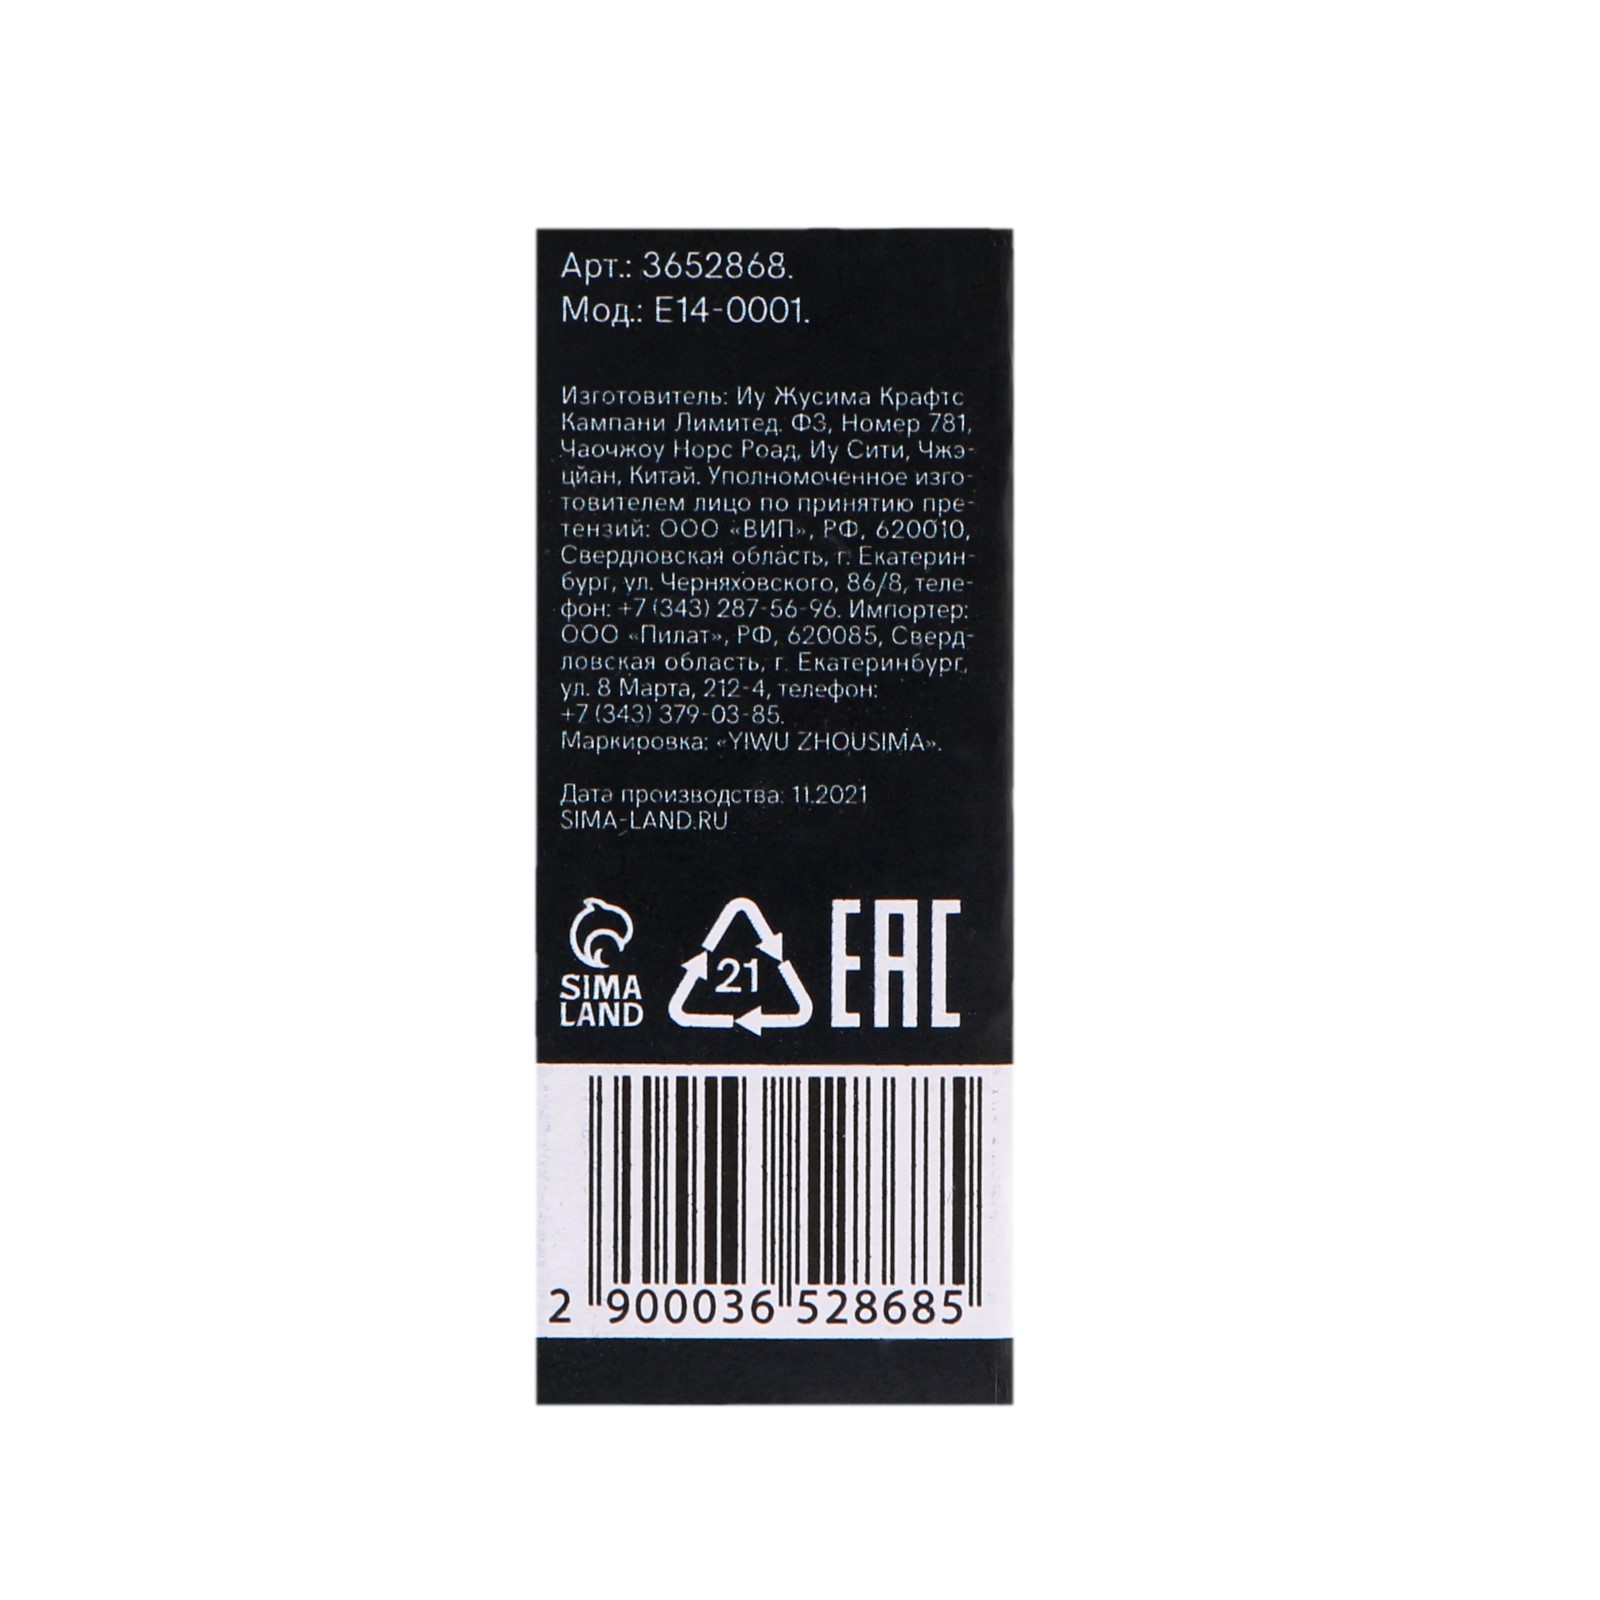 Арт.: 3652868.
Мод.: E14-0001.
Изготовитель: Иу Жусима Крафтс
Кампани Лимитед. ФЗ, Номер 781,
Чаочжоу Норс Роад, Иу Сити, Чжэ-
цйан, Китай. Уполномоченное изго-
товителем лицо по принятию пре-
тензий: ООО «ВИП», РФ, 620010,
Свердловская область, г. Екатерин-
бург, ул. Черняховского, 86/8, теле-
фон: +7 (343) 287-56-96. Импортер:
ООО «Пилат», РФ, 620085, Сверд-
ловская область, г. Екатеринбург,
ул. 8 Марта, 212-4, телефон:
+7 (343) 379-03-85.
Маркировка: «YIWU ZHOUSIMA».
Дата производства: 11.2021
SIMA-LAND.RU
SIMA
LAND
21
EAC
2 900036 528685